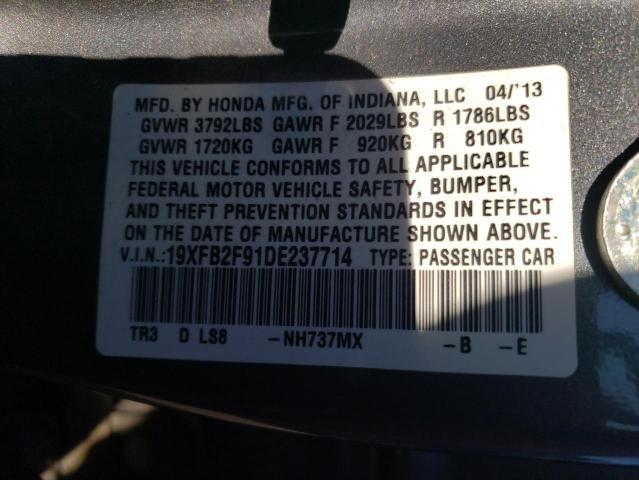 MFD. BY HONDA MFG. OF INDIANA, LLC 04/'13
GVWR 3792LBS GAWR F 2029LBS R 1786LBS
GVWR 1720KG GAWR F 920KG R 810KG
THIS VEHICLE CONFORMS TO ALL APPLICABLE
FEDERAL MOTOR VEHICLE SAFETY, BUMPER,
AND THEFT PREVENTION STANDARDS IN EFFECT
ON THE DATE OF MANUFACTURE SHOWN ABOVE.
V.I.N.:19XFB2F91DE237714 TYPE: PASSENGER CAR
TR3 D LS8 -NH737MX -B -E